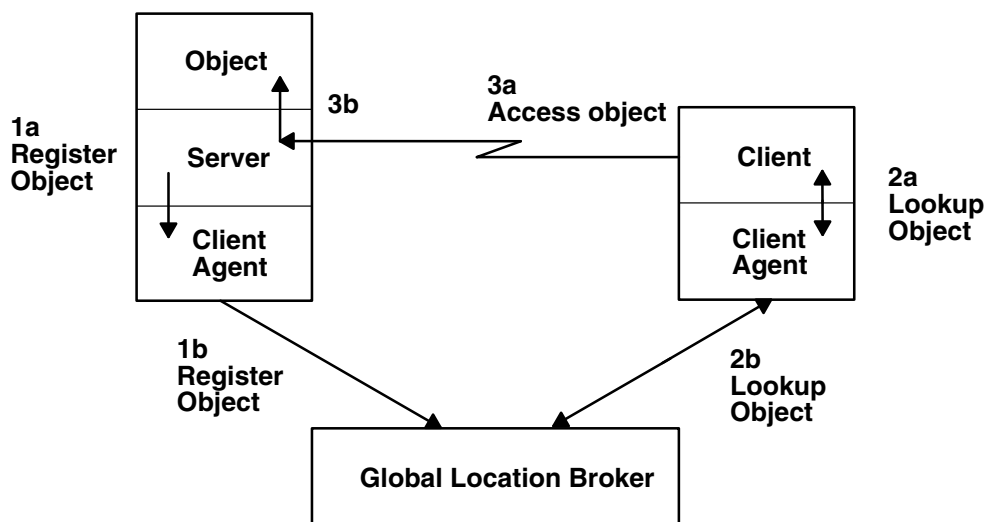 Object
3b
3a
Access object
1a
Register
Object
Server
Client
2a
Lookup
Object
Client
Agent
Client
Agent
1b
Register
Object
2b
Lookup
Object
Global Location Broker